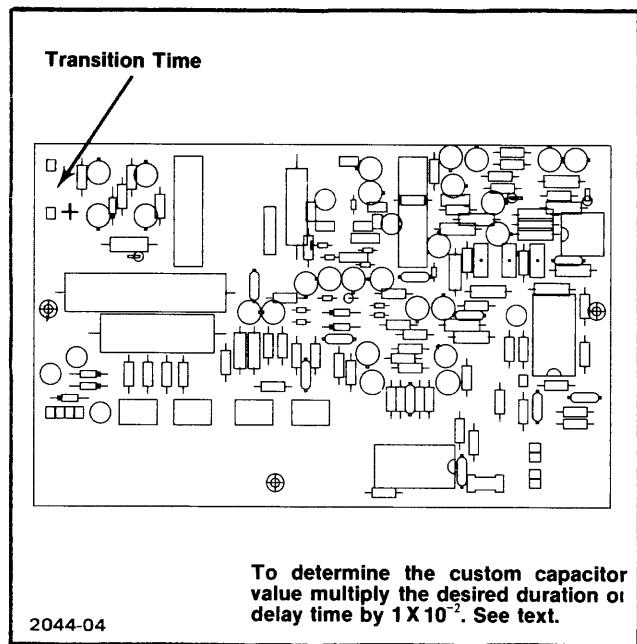 Transition Time
+
To determine the custom capacitor
value multiply the desired duration or
delay time by 1 X 10⁻². See text.
2044-04